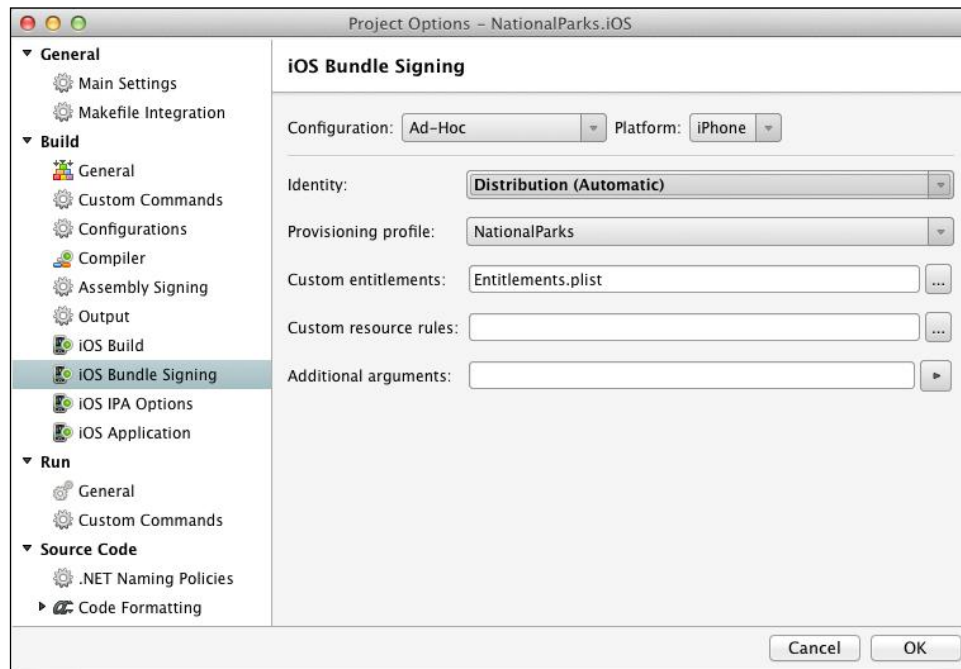 Project Options – NationalParks.iOS
General
Main Settings
Makefile Integration
Build
General
Custom Commands
Configurations
Compiler
Assembly Signing
Output
iOS Build
iOS Bundle Signing
iOS IPA Options
iOS Application
Run
General
Custom Commands
Source Code
.NET Naming Policies
Code Formatting
iOS Bundle Signing
Configuration: Ad-Hoc Platform: iPhone
Identity: Distribution (Automatic)
Provisioning profile: NationalParks
Custom entitlements: Entitlements.plist ...
Custom resource rules: ...
Additional arguments:
Cancel OK